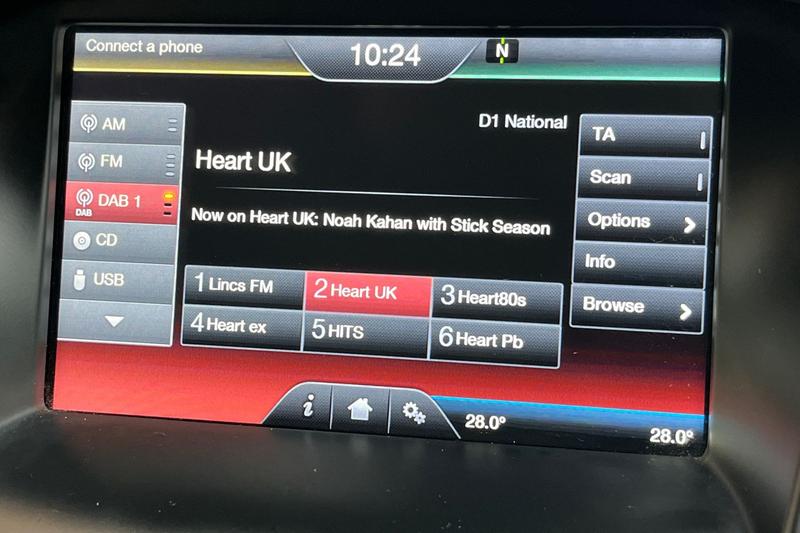 Connect a phone
10:24
N
AM
FM
DAB 1
DAB
CD
USB
D1 National
Heart UK
Now on Heart UK: Noah Kahan with Stick Season
1 Lincs FM
2 Heart UK
3 Heart80s
4 Heart ex
5 HITS
6 Heart Pb
TA
Scan
Options
Info
Browse
i
28.0°
28.0°